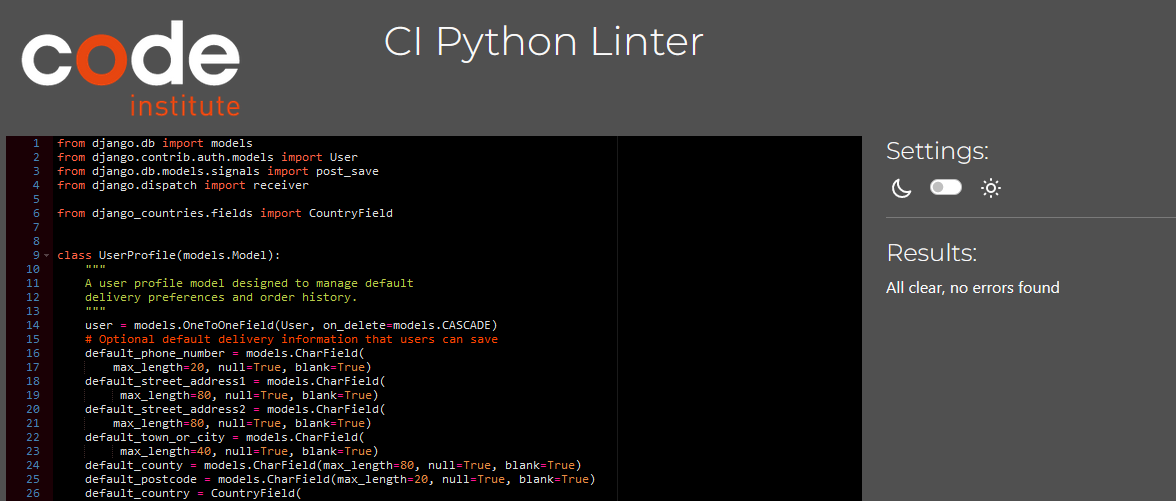 code
institute
CI Python Linter
1 from django.db import models
2 from django.contrib.auth.models import User
3 from django.db.models.signals import post_save
4 from django.dispatch import receiver
5
6 from django_countries.fields import CountryField
7
8
9 class UserProfile(models.Model):
10     """
11     A user profile model designed to manage default
12     delivery preferences and order history.
13     """
14     user = models.OneToOneField(User, on_delete=models.CASCADE)
15     # Optional default delivery information that users can save
16     default_phone_number = models.CharField(
17         max_length=20, null=True, blank=True)
18     default_street_address1 = models.CharField(
19          max_length=80, null=True, blank=True)
20     default_street_address2 = models.CharField(
21         max_length=80, null=True, blank=True)
22     default_town_or_city = models.CharField(
23          max_length=40, null=True, blank=True)
24     default_county = models.CharField(max_length=80, null=True, blank=True)
25     default_postcode = models.CharField(max_length=20, null=True, blank=True)
26     default_country = CountryField(
Settings:
Results:
All clear, no errors found